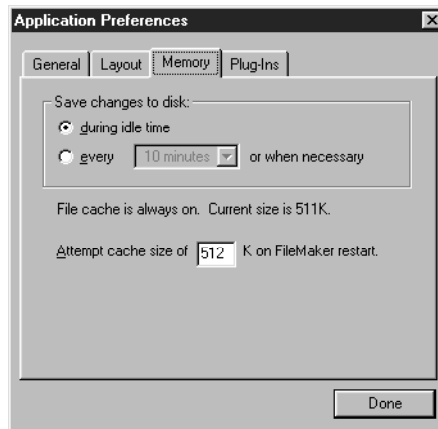 Application Preferences
General Layout Memory Plug-Ins
Save changes to disk:
during idle time
every 10 minutes or when necessary
File cache is always on. Current size is 511K.
Attempt cache size of 512 K on FileMaker restart.
Done